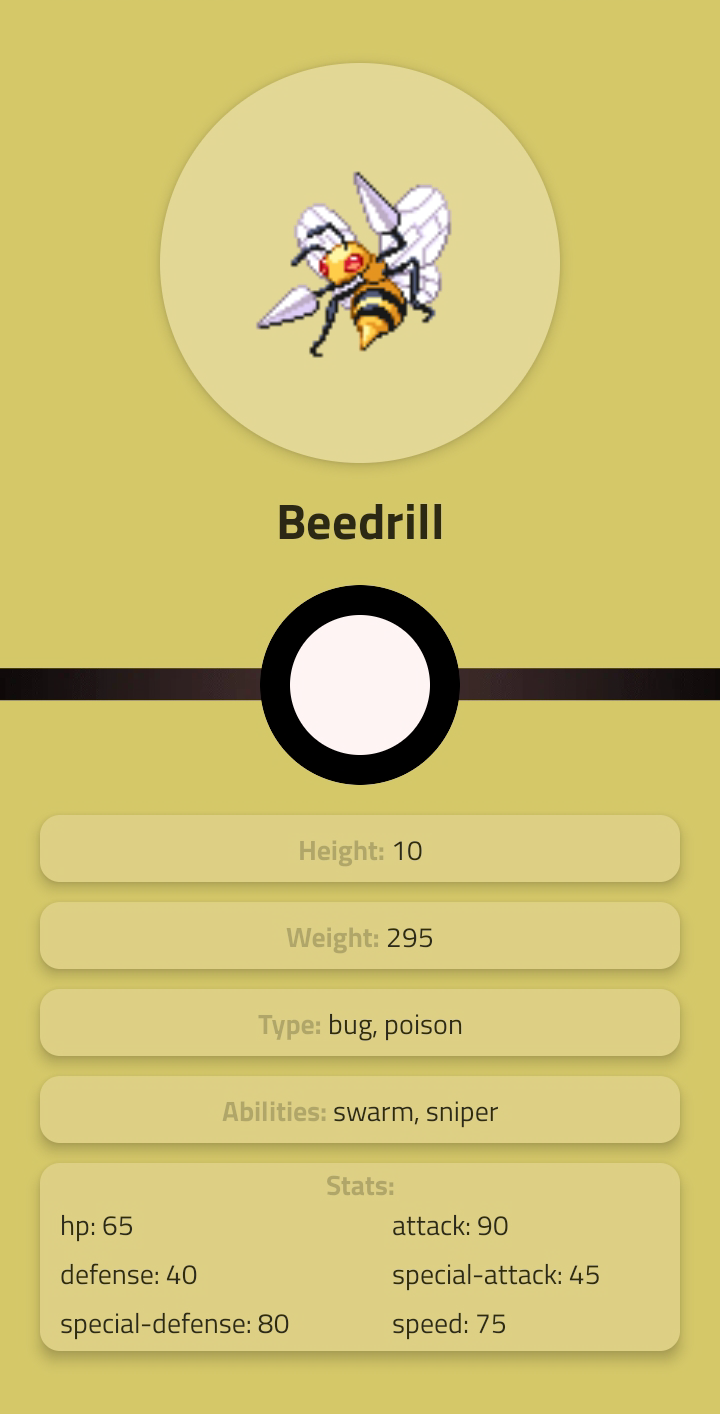 Beedrill
Height: 10
Weight: 295
Type: bug, poison
Abilities: swarm, sniper
Stats:
hp: 65
attack: 90
defense: 40
special-attack: 45
special-defense: 80
speed: 75